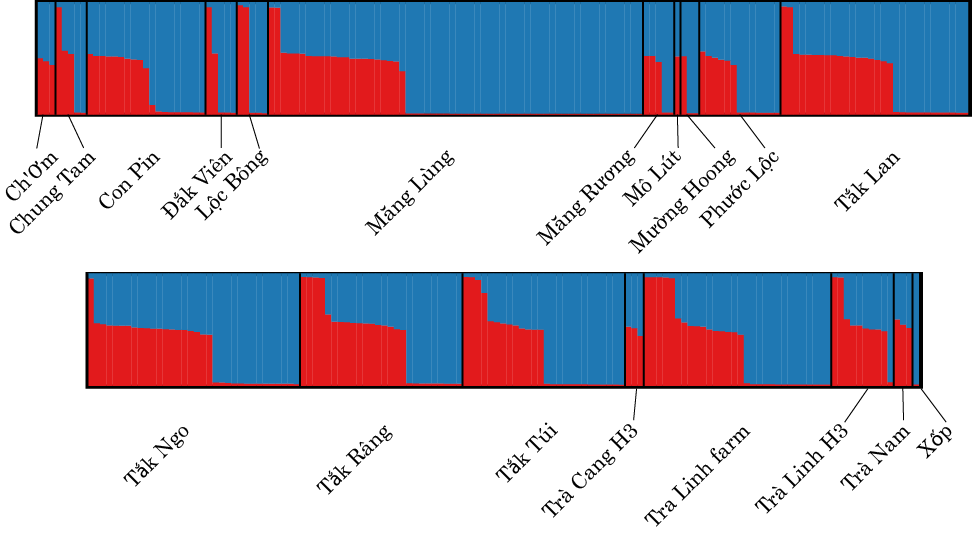 Ch'Ơm
Chung Tam
Con Pin
Đắk Viên
Lộc Bông
Măng Lùng
Măng Rương
Mô Lút
Mường Hoong
Phước Lộc
Tắk Lan
Tắk Ngo
Tắk Râng
Tắk Túi
Trà Cang H3
Tra Linh farm
Trà Linh H3
Trà Nam
Xốp